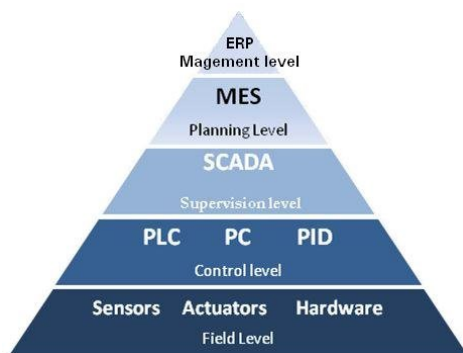 ERP
Magement level
MES
Planning Level
SCADA
Supervision level
PLC PC PID
Control level
Sensors Actuators Hardware
Field Level